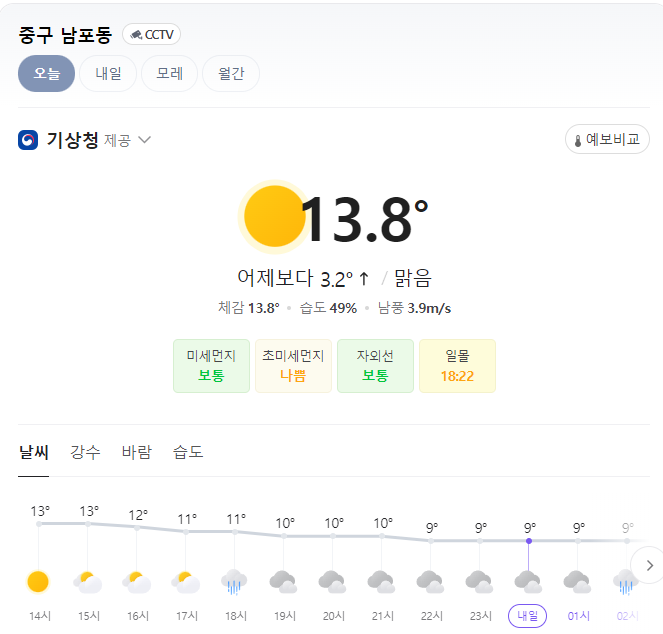 중구 남포동 CCTV
오늘 내일 모레 월간
기상청 제공 예보비교
13.8°
어제보다 3.2° ↑ / 맑음
체감 13.8° • 습도 49% • 남풍 3.9m/s
미세먼지 초미세먼지 자외선 일몰
보통 나쁨 보통 18:22
날씨 강수 바람 습도
13° 13° 12° 11° 11° 10° 10° 10° 9° 9° 9° 9° 9°
14시 15시 16시 17시 18시 19시 20시 21시 22시 23시 내일 01시 02시